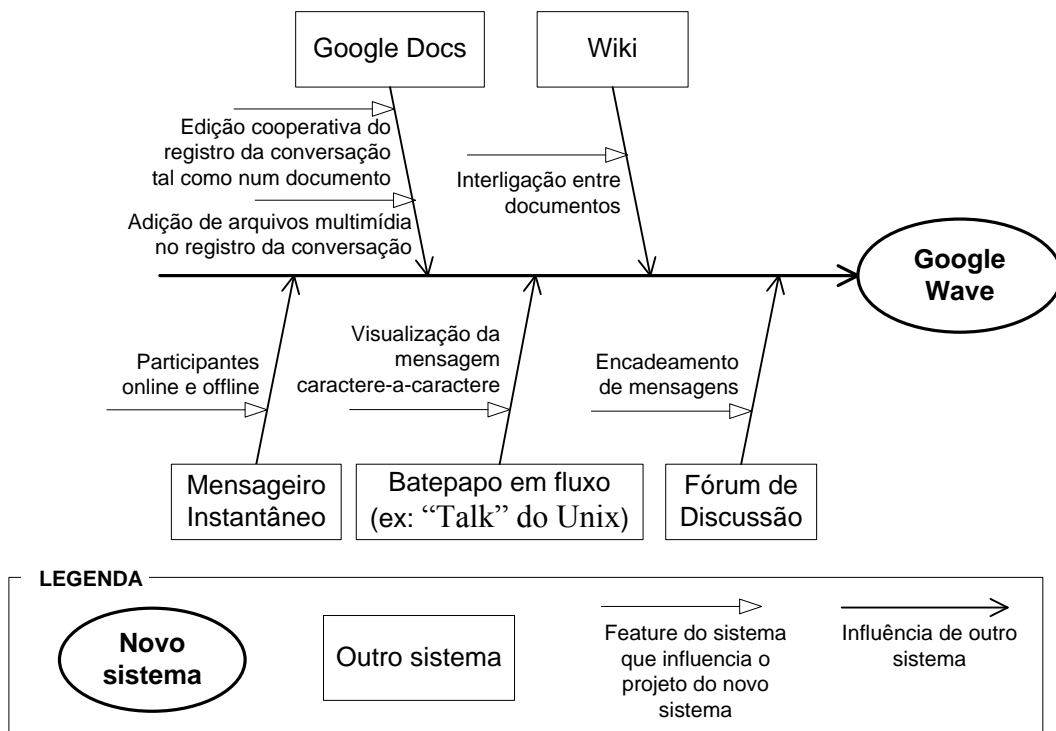 Google Docs
Wiki
Edição cooperativa do
registro da conversação
tal como num documento
Adição de arquivos multimídia
no registro da conversação
Interligação entre
documentos
Google
Wave
Participantes
online e offline
Visualização da
mensagem
caractere-a-caractere
Encadeamento
de mensagens
Mensageiro
Instantâneo
Batepapo em fluxo
(ex: “Talk” do Unix)
Fórum de
Discussão
LEGENDA
Novo
sistema
Outro sistema
Feature do sistema
que influencia o
projeto do novo
sistema
Influência de outro
sistema